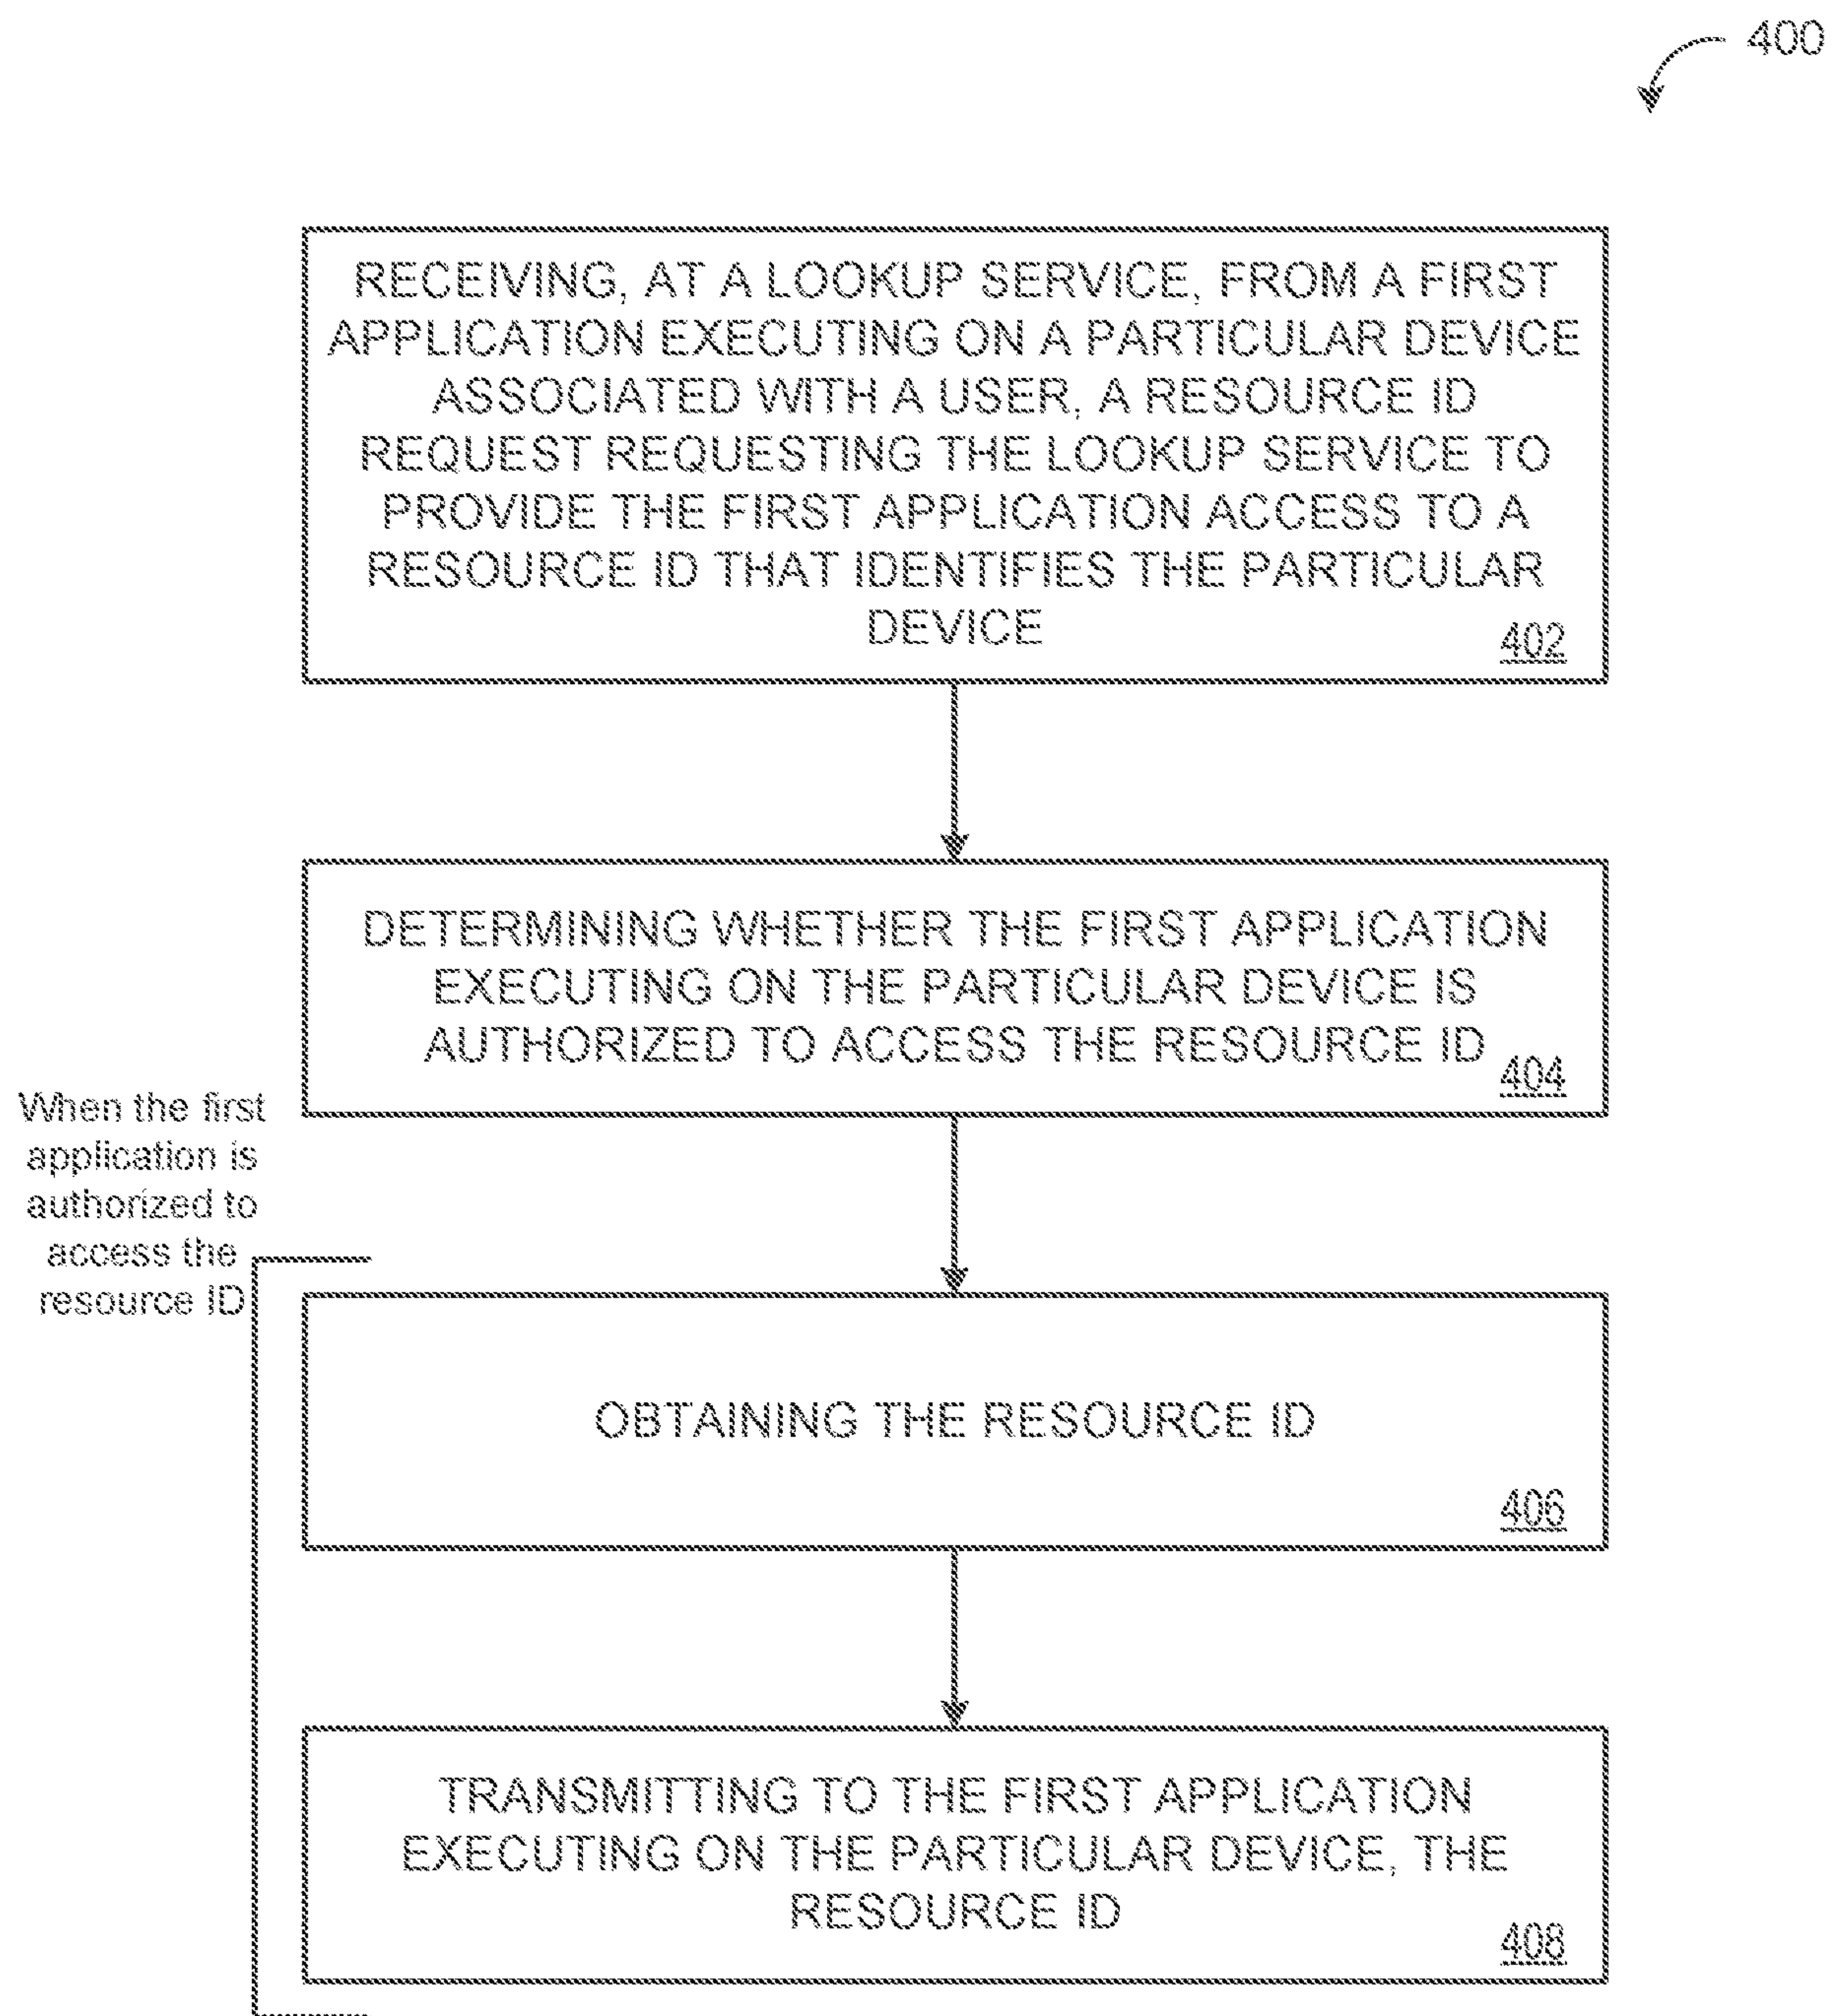 400
RECEIVING, AT A LOOKUP SERVICE, FROM A FIRST
APPLICATION EXECUTING ON A PARTICULAR DEVICE
ASSOCIATED WITH A USER, A RESOURCE ID
REQUEST REQUESTING THE LOOKUP SERVICE TO
PROVIDE THE FIRST APPLICATION ACCESS TO A
RESOURCE ID THAT IDENTIFIES THE PARTICULAR
DEVICE
402
DETERMINING WHETHER THE FIRST APPLICATION
EXECUTING ON THE PARTICULAR DEVICE IS
AUTHORIZED TO ACCESS THE RESOURCE ID
404
When the first
application is
authorized to
access the
resource ID
OBTAINING THE RESOURCE ID
406
TRANSMITTING TO THE FIRST APPLICATION
EXECUTING ON THE PARTICULAR DEVICE, THE
RESOURCE ID
408